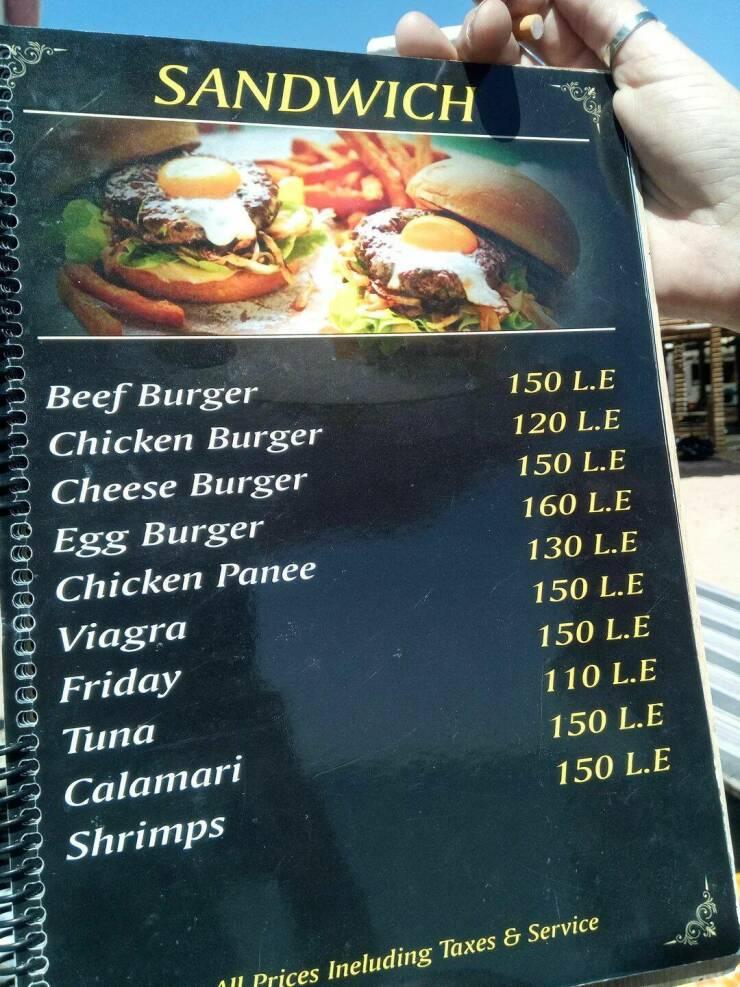 SANDWICH
Beef Burger 150 L.E
Chicken Burger 120 L.E
Cheese Burger 150 L.E
Egg Burger 160 L.E
Chicken Panee 130 L.E
Viagra 150 L.E
Friday 150 L.E
Tuna 110 L.E
Calamari 150 L.E
Shrimps 150 L.E
All Prices Ineluding Taxes & Service